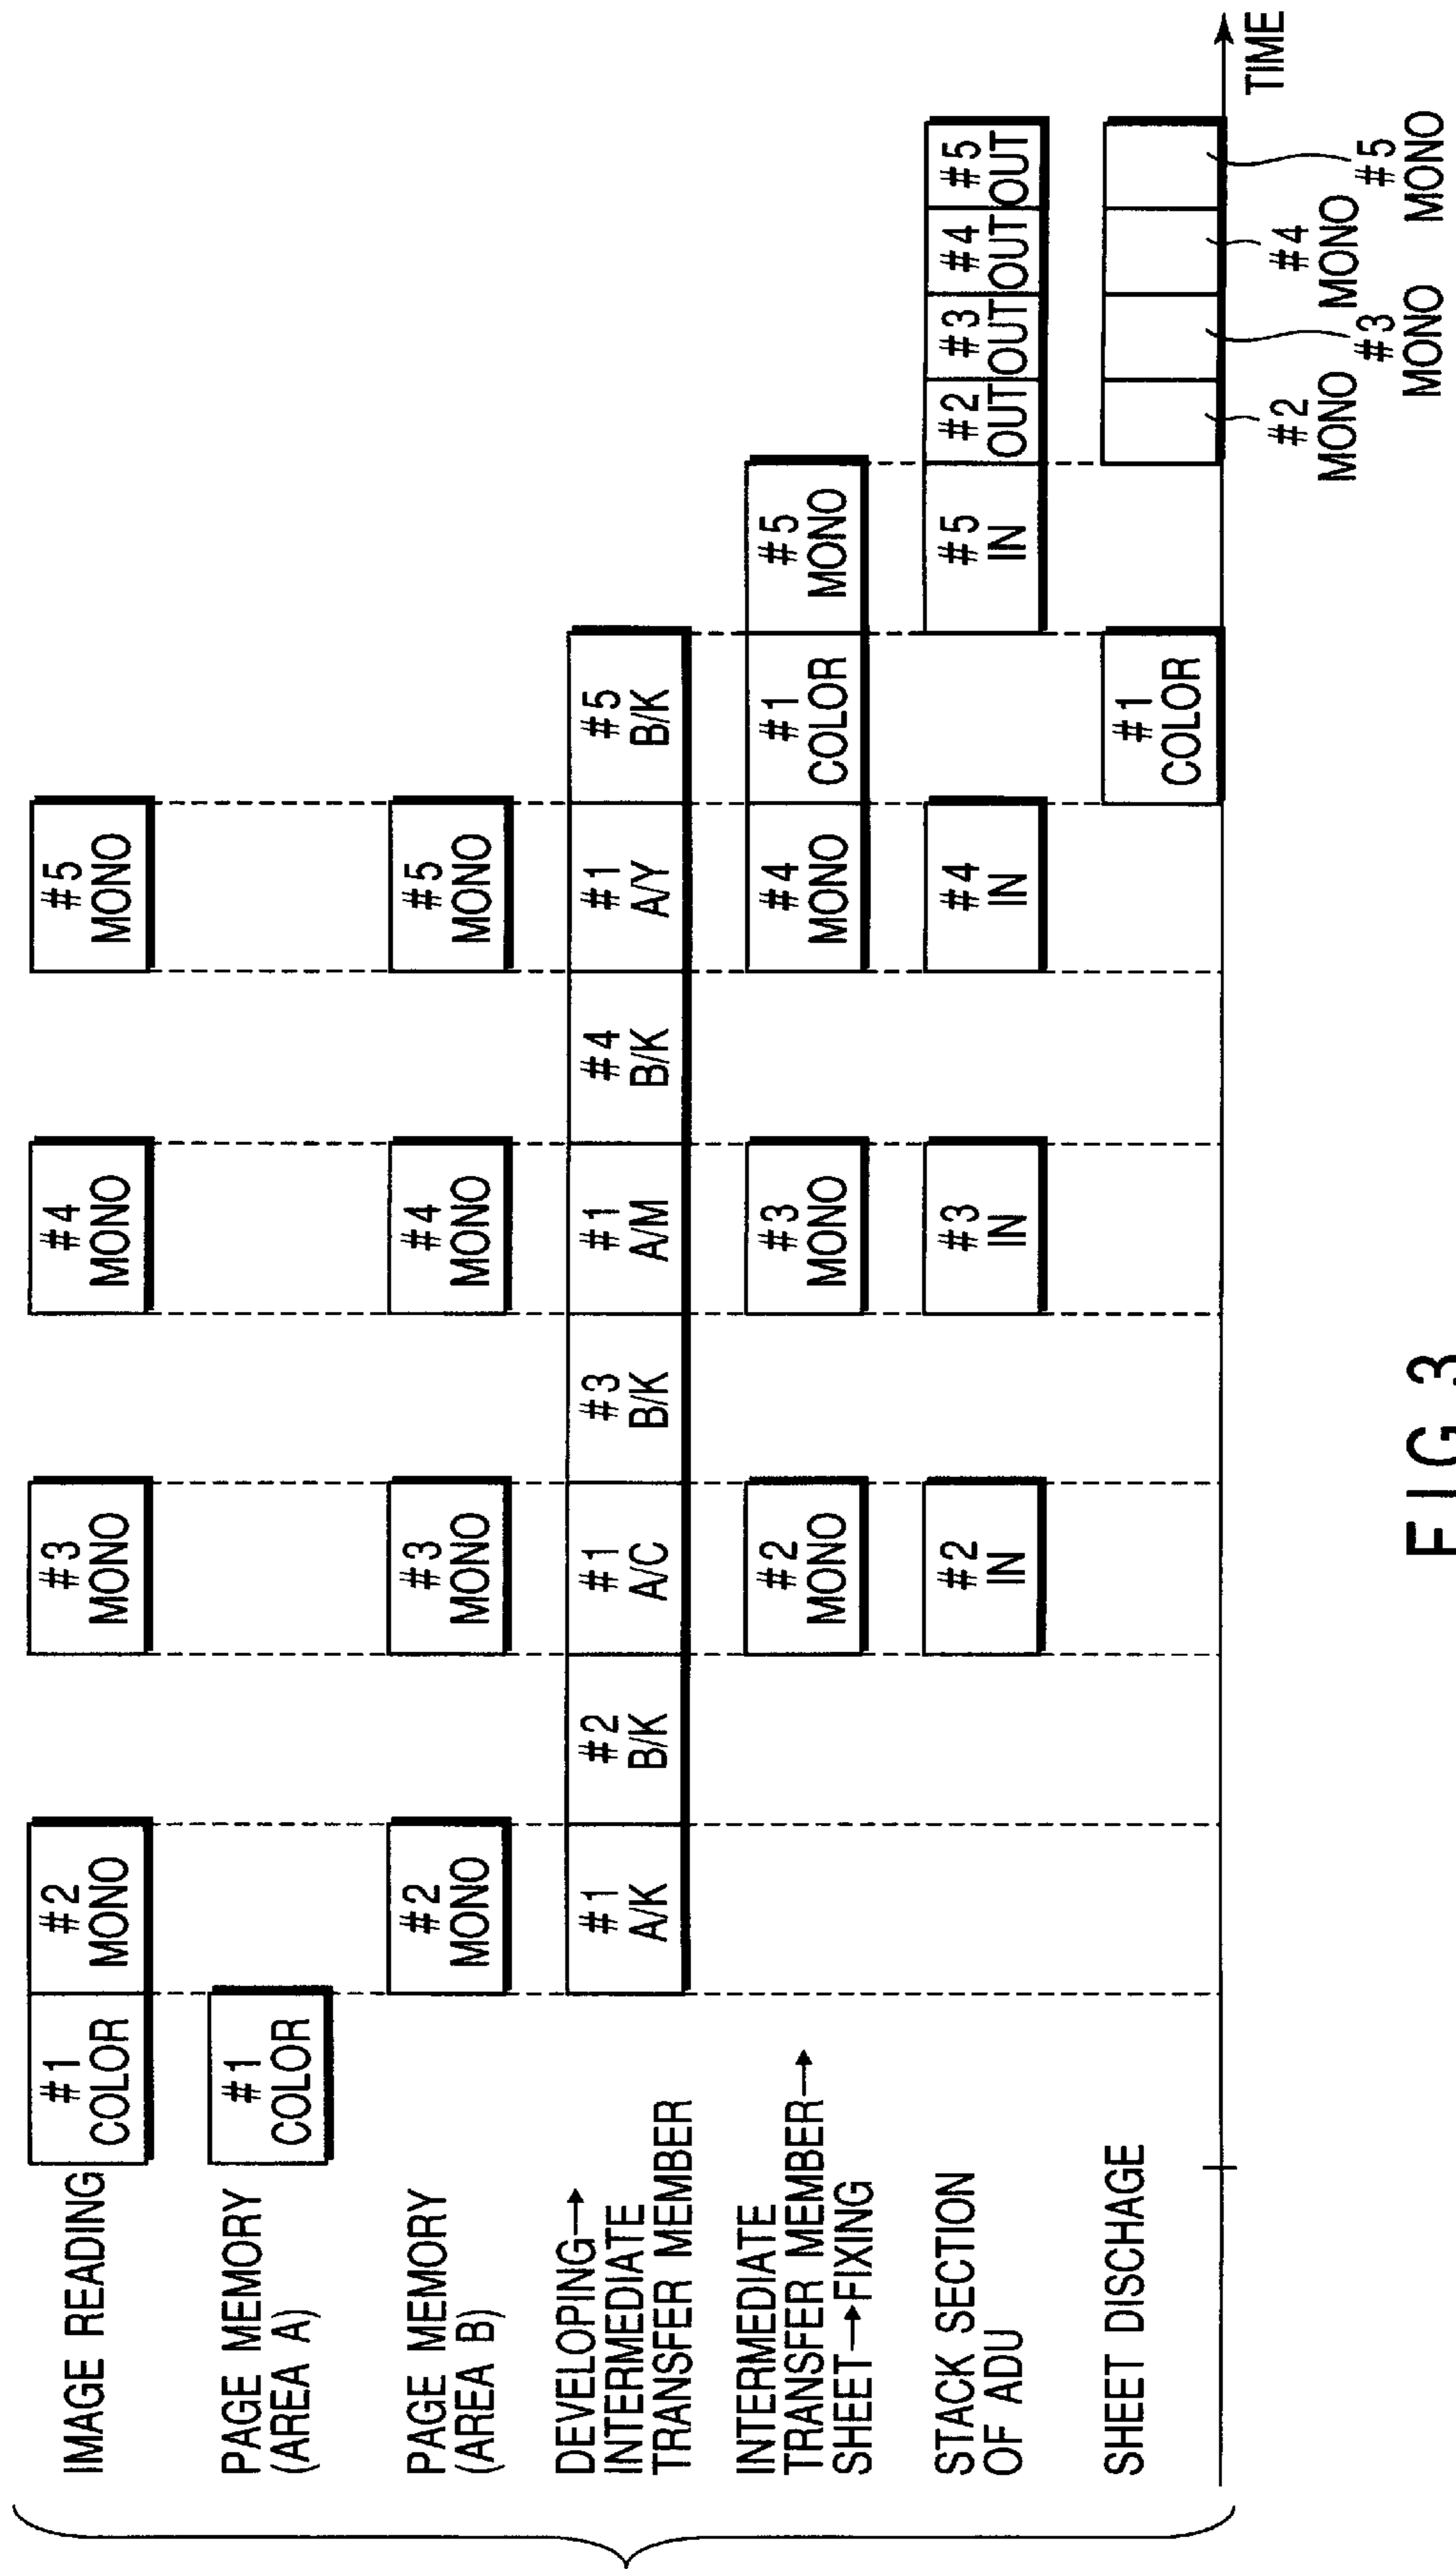 IMAGE READING
#1
COLOR
#2
MONO
#3
MONO
#4
MONO
#5
MONO
PAGE MEMORY
(AREA A)
#1
COLOR
PAGE MEMORY
(AREA B)
#2
MONO
#3
MONO
#4
MONO
#5
MONO
DEVELOPING→
INTERMEDIATE
TRANSFER MEMBER
#1
A/K
#2
B/K
#1
A/C
#3
B/K
#1
A/M
#4
B/K
#1
A/Y
#5
B/K
INTERMEDIATE
TRANSFER MEMBER→
SHEET→FIXING
#2
MONO
#3
MONO
#4
MONO
#1
COLOR
#5
MONO
STACK SECTION
OF ADU
#2
IN
#3
IN
#4
IN
#5
IN
#2
OUT
#3
OUT
#4
OUT
#5
OUT
SHEET DISCHAGE
#1
COLOR
TIME
#2
MONO
#3
MONO
#4
MONO
#5
MONO
FIG. 3